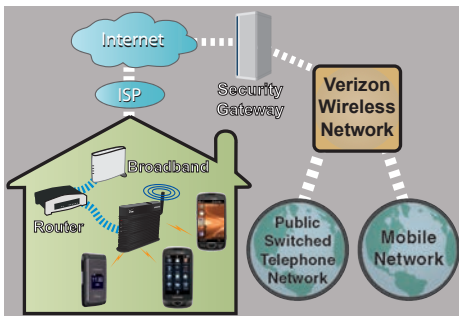 Internet
ISP
Security
Gateway
Verizon
Wireless
Network
Broadband
Router
Public
Switched
Telephone
Network
Mobile
Network